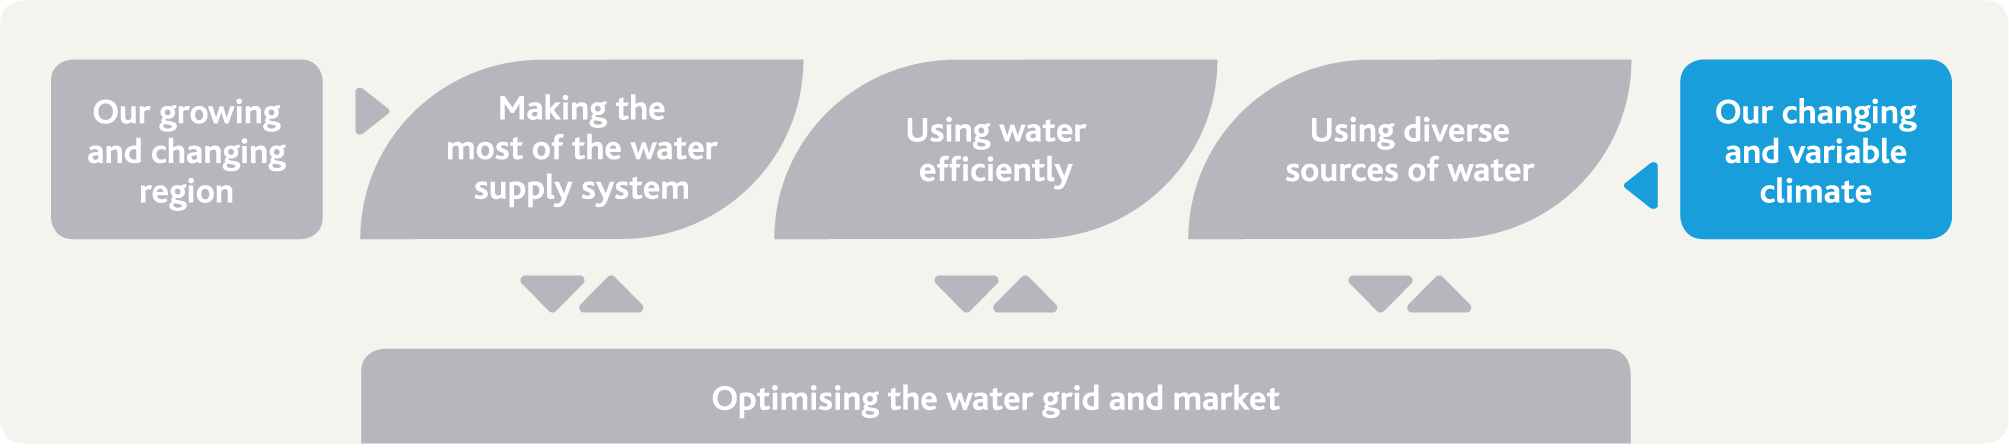 Our growing
and changing
region
Making the
most of the water
supply system
Using water
efficiently
Using diverse
sources of water
Our changing
and variable
climate
Optimising the water grid and market